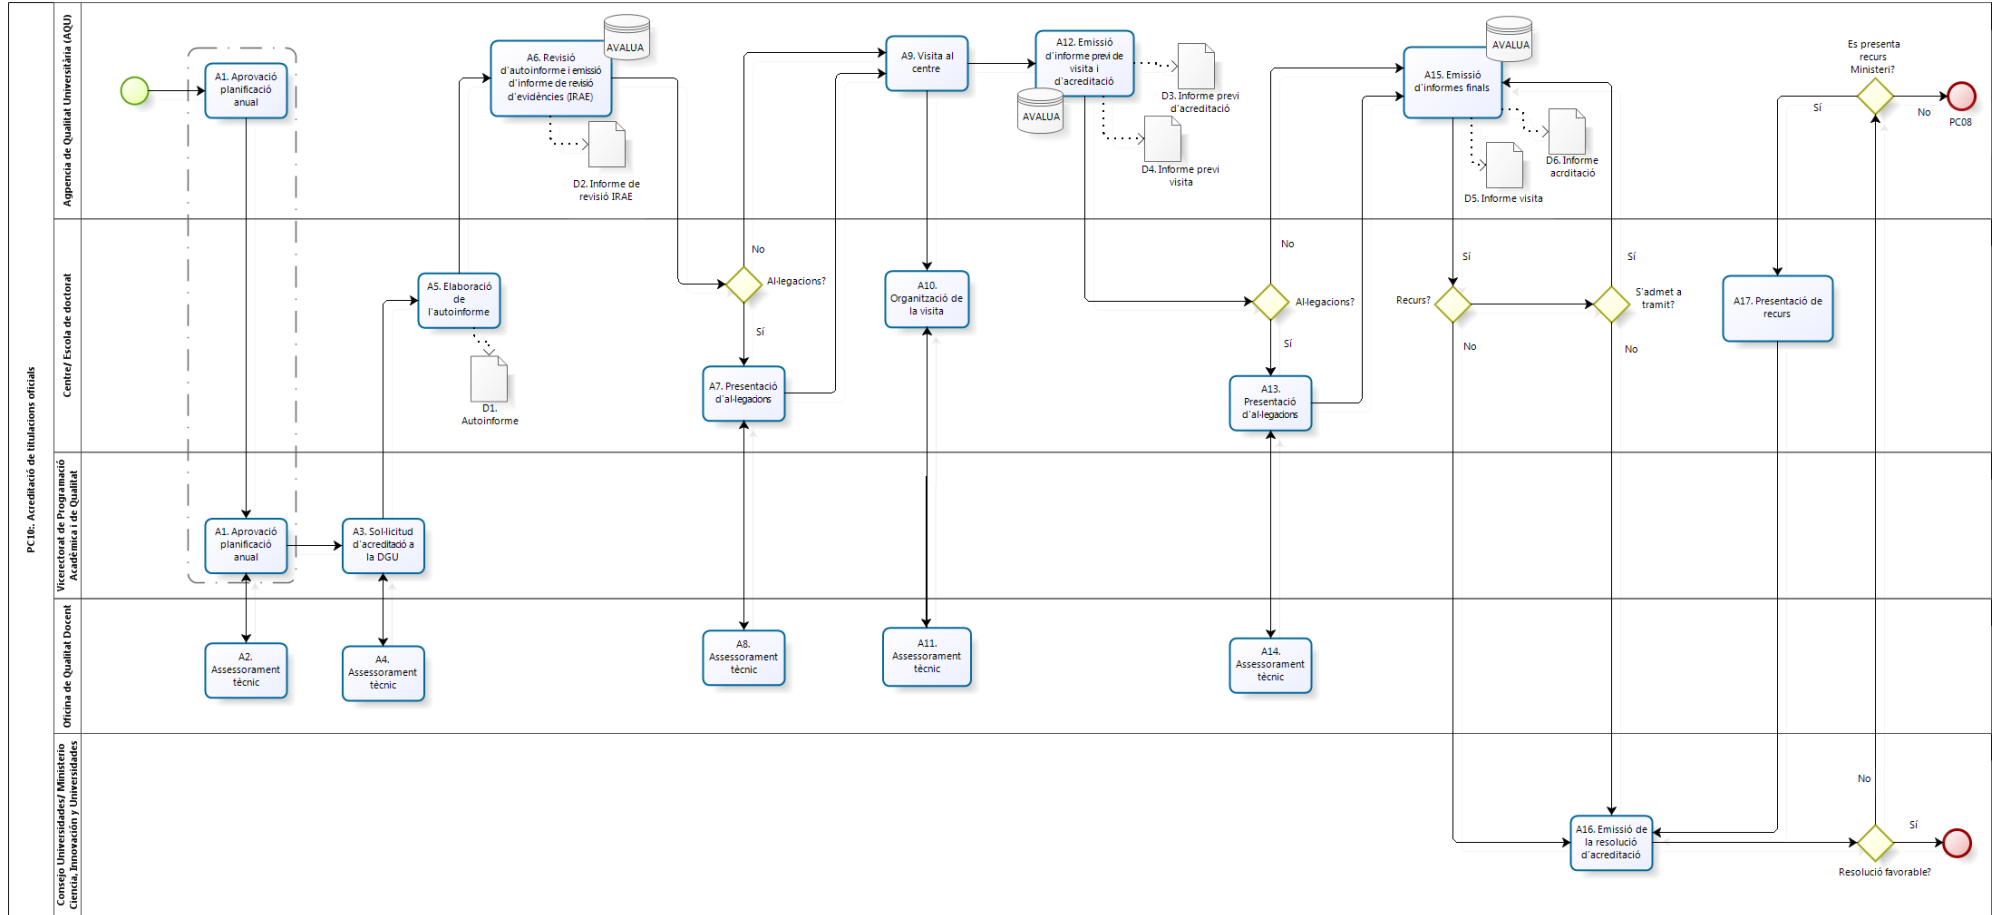 PC10:. Acreditació de titulacions oficials
Agpencia de Qualitat Universitària (AQU)
A1. Aprovació
planificació
anual
A6. Revisió
d'autoinforme i emissió
d'informe de revisió
d'evidències (IRAE)
AVALUA
D2. Informe de
revisió IRAE
A9. Visita al
centre
A12. Emissió
d'informe previ de
visita i
d'acreditació
AVALUA
D3. Informe previ
d'acreditació
D4. Informe previ
visita
A15. Emissió
d'informes finals
AVALUA
D6. Informe
acrditació
D5. Informe visita
Es presenta
recurs
Ministeri?
Sí
No
PC08
Centre/ Escola de doctorat
A5. Elaboració
de
l'autoinforme
D1.
Autoinforme
No
Al·legacions?
Sí
A7. Presentació
d'al·legacions
A10.
Organització de
la visita
No
Al·legacions?
Sí
A13.
Presentació
d'al·legacions
Sí
Recurs?
No
Sí
S'admet a
tramit?
No
A17. Presentació de
recurs
Vicerectorat de Programació
Acadèmica i de Qualitat
A1. Aprovació
planificació
anual
A3. Sol·licitud
d'acreditació a
la DGU
Oficina de Qualitat Docent
A2.
Assessorament
tècnic
A4.
Assessorament
tècnic
A8.
Assessorament
tècnic
A11.
Assessorament
tècnic
A14.
Assessorament
tècnic
Consejo Universidades/ Ministerio
Ciencia, Innovación y Universidades
A16. Emissió de
la resolució
d'acreditació
No
Sí
Resolució favorable?